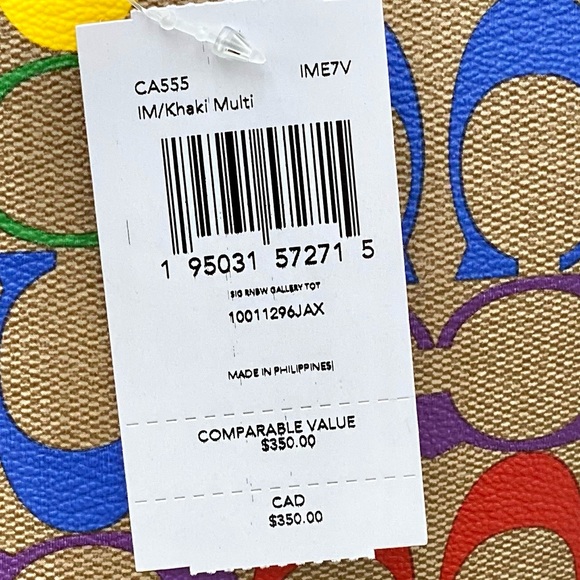 CA555 IME7V
IM/Khaki Multi
1 95031 57271 5
SIG RNBW GALLERY TOT
10011296JAX
MADE IN PHILIPPINES
COMPARABLE VALUE
$350.00
CAD
$350.00